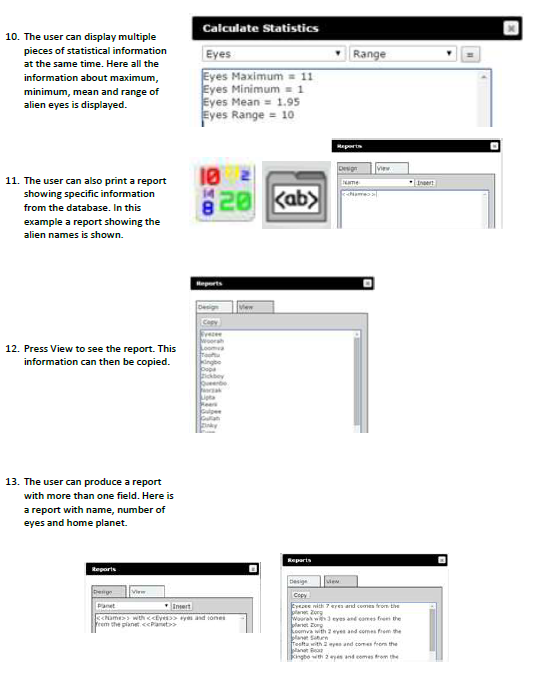 10. The user can display multiple
pieces of statistical information
at the same time. Here all the
information about maximum,
minimum, mean and range of
alien eyes is displayed.
Calculate Statistics
Eyes
Range
=
Eyes Maximum = 11
Eyes Minimum = 1
Eyes Mean = 1.95
Eyes Range = 10
11. The user can also print a report
showing specific information
from the database. In this
example a report showing the
alien names is shown.
10
2
14
8 20
<ab>
Reports
Design View
Name Insert
<<Name>>
12. Press View to see the report. This
information can then be copied.
Reports
Design View
Copy
Eyezee
Woorah
Loomva
Tooftu
Kingbo
Oopa
Zickboy
Queenbo
Norzak
Lipta
Keeni
Gulpee
Gullah
Zinky
13. The user can produce a report
with more than one field. Here is
a report with name, number of
eyes and home planet.
Reports
Design View
Planet Insert
<<Name>> with <<Eyes>> eyes and comes
from the planet <<Planet>>
Reports
Design View
Copy
Eyezee with 7 eyes and comes from the
planet Zorg
Woorah with 3 eyes and comes from the
planet Zorg
Loomva with 2 eyes and comes from the
planet Saturn
Tooftu with 2 eyes and comes from the
planet
Kingbo with 2 eyes and comes from the